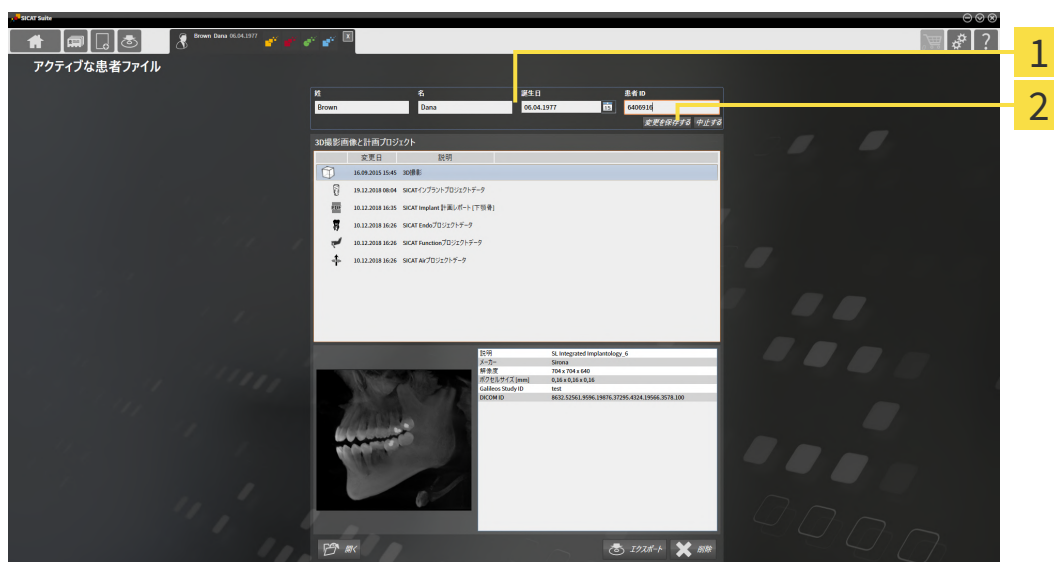 SICAT Suite
Brown Dana 06.04.1977
X
?
1
アクティブな患者ファイル
姓 名 誕生日 患者 ID
Brown Dana 06.04.1977 15 6406916
2
変更を保存する 中止する
3D撮影画像と計画プロジェクト
変更日 説明
16.09.2015 15:45 3D撮影
19.12.2018 08:04 SICATインプラントプロジェクトデータ
10.12.2018 16:35 SICAT Implant 計画レポート [下顎骨]
10.12.2018 16:26 SICAT Endoプロジェクトデータ
10.12.2018 16:26 SICAT Functionプロジェクトデータ
10.12.2018 16:26 SICAT Airプロジェクトデータ
説明 SL Integrated Implantology_6
メーカー Sirona
解像度 704 x 704 x 640
ボクセルサイズ [mm] 0,16 x 0,16 x 0,16
Galileos Study ID test
DICOM ID 8632.52561.9596.19876.37295.4324.19566.3578.100
開く エクスポート 削除